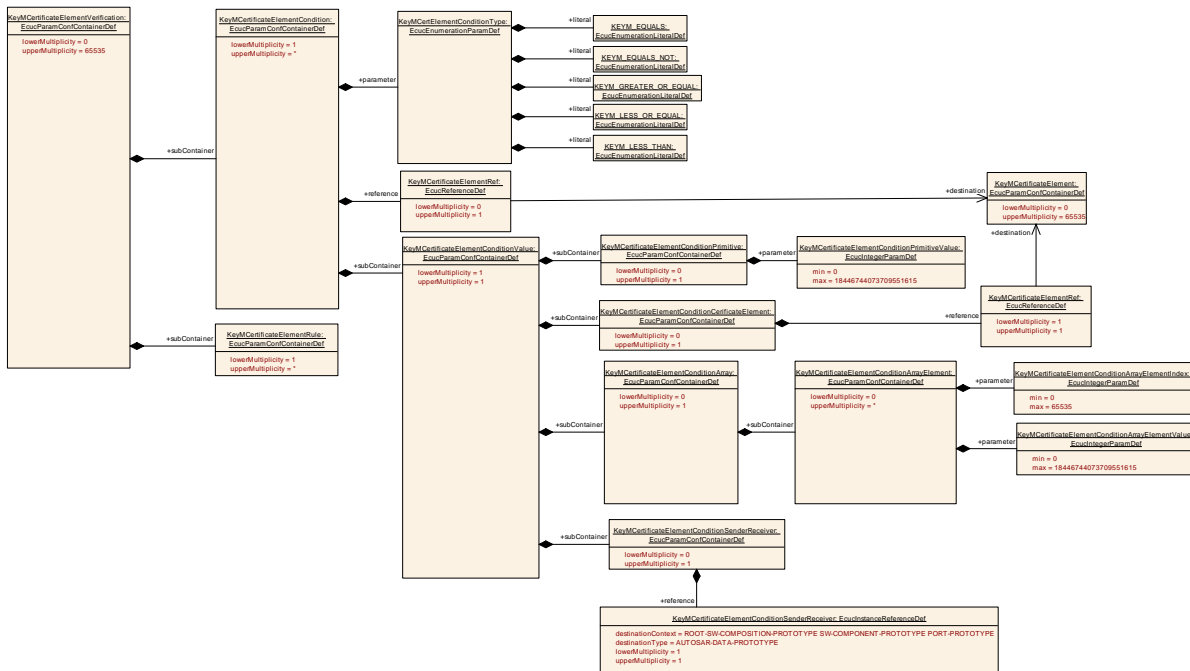 KeyMCertificateElementVerification:
EcucParamConfContainerDef
lowerMultiplicity = 0
upperMultiplicity = 65535
KeyMCertificateElementCondition:
EcucParamConfContainerDef
lowerMultiplicity = 1
upperMultiplicity = *
KeyMCertElementConditionType:
EcucEnumerationParamDef
+literal
KEYM_EQUALS:
EcucEnumerationLiteralDef
+literal
KEYM_EQUALS_NOT:
EcucEnumerationLiteralDef
+parameter
+literal
KEYM_GREATER_OR_EQUAL:
EcucEnumerationLiteralDef
+literal
KEYM_LESS_OR_EQUAL:
EcucEnumerationLiteralDef
+literal
KEYM_LESS_THAN:
EcucEnumerationLiteralDef
+subContainer
+reference
KeyMCertificateElementRef:
EcucReferenceDef
lowerMultiplicity = 0
upperMultiplicity = 1
+destination
KeyMCertificateElement:
EcucParamConfContainerDef
lowerMultiplicity = 0
upperMultiplicity = 65535
+destination
+subContainer
KeyMCertificateElementConditionValue:
EcucParamConfContainerDef
lowerMultiplicity = 1
upperMultiplicity = 1
+subContainer
KeyMCertificateElementConditionPrimitive:
EcucParamConfContainerDef
lowerMultiplicity = 0
upperMultiplicity = 1
+parameter
KeyMCertificateElementConditionPrimitiveValue:
EcucIntegerParamDef
min = 0
max = 18446744073709551615
+subContainer
KeyMCertificateElementConditionCerificateElement:
EcucParamConfContainerDef
lowerMultiplicity = 0
upperMultiplicity = 1
+reference
KeyMCertificateElementRef:
EcucReferenceDef
lowerMultiplicity = 1
upperMultiplicity = 1
+subContainer
KeyMCertificateElementRule:
EcucParamConfContainerDef
lowerMultiplicity = 1
upperMultiplicity = *
+subContainer
KeyMCertificateElementConditionArray:
EcucParamConfContainerDef
lowerMultiplicity = 0
upperMultiplicity = 1
+subContainer
KeyMCertificateElementConditionArrayElement:
EcucParamConfContainerDef
lowerMultiplicity = 0
upperMultiplicity = *
+parameter
KeyMCertificateElementConditionArrayElementIndex:
EcucIntegerParamDef
min = 0
max = 65535
+parameter
KeyMCertificateElementConditionArrayElementValue:
EcucIntegerParamDef
min = 0
max = 18446744073709551615
+subContainer
KeyMCertificateElementConditionSenderReceiver:
EcucParamConfContainerDef
lowerMultiplicity = 0
upperMultiplicity = 1
+reference
KeyMCertificateElementConditionSenderReceiver: EcucInstanceReferenceDef
destinationContext = ROOT-SW-COMPOSITION-PROTOTYPE SW-COMPONENT-PROTOTYPE PORT-PROTOTYPE
destinationType = AUTOSAR-DATA-PROTOTYPE
lowerMultiplicity = 1
upperMultiplicity = 1